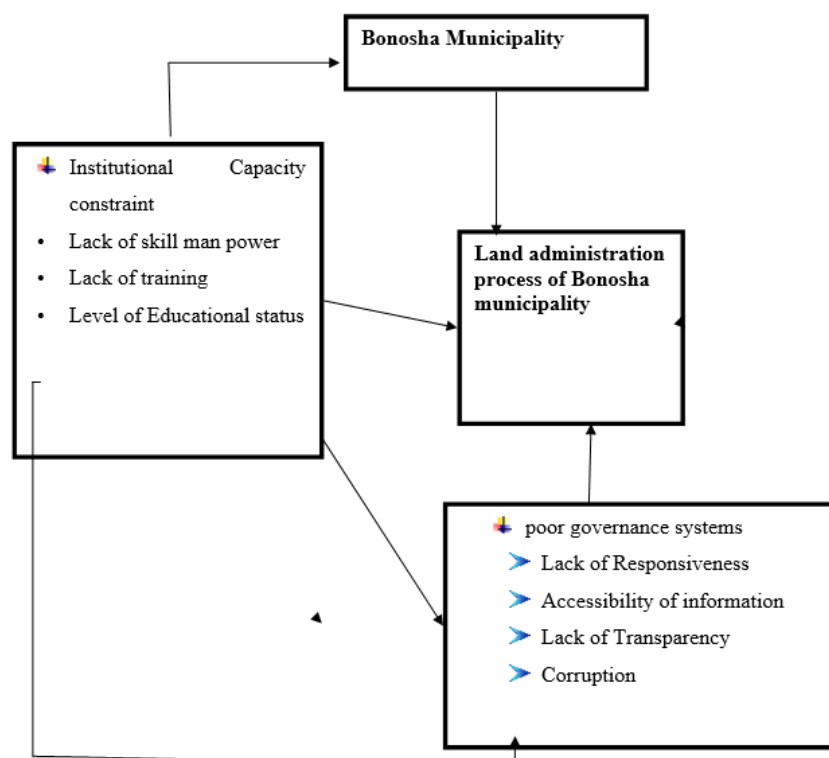 Bonosha Municipality
Institutional Capacity
constraint
• Lack of skill man power
• Lack of training
• Level of Educational status
Land administration
process of Bonosha
municipality
poor governance systems
Lack of Responsiveness
Accessibility of information
Lack of Transparency
Corruption